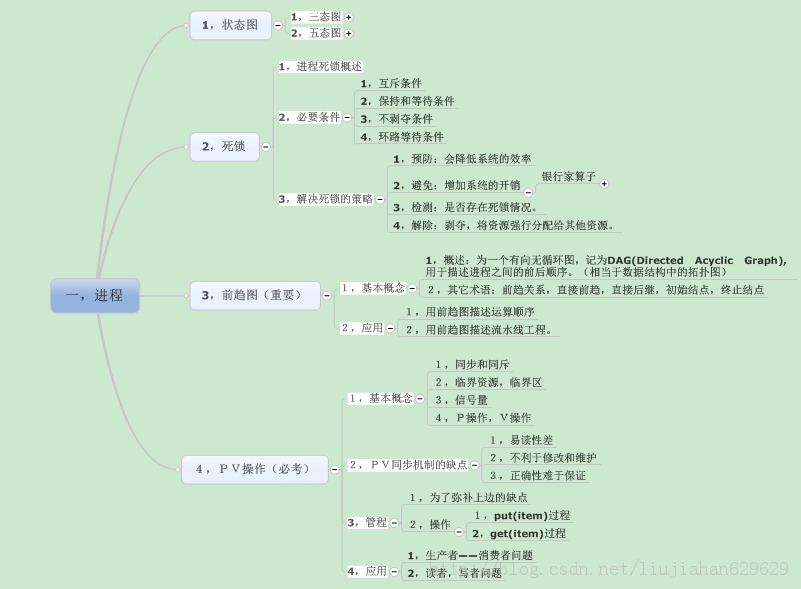 一，进程
1，状态图
1，三态图
2，五态图
2，死锁
1，进程死锁概述
2，必要条件
1，互斥条件
2，保持和等待条件
3，不剥夺条件
4，环路等待条件
3，解决死锁的策略
1，预防：会降低系统的效率
2，避免：增加系统的开销
银行家算子
3，检测：是否存在死锁情况。
4，解除：剥夺，将资源强行分配给其他资源。
3，前趋图（重要）
1，基本概念
1，概述：为一个有向无循环图，记为DAG(Directed Acyclic Graph),
用于描述进程之间的前后顺序。（相当于数据结构中的拓扑图）
2，其它术语：前趋关系，直接前趋，直接后继，初始结点，终止结点
2，应用
1，用前趋图描述运算顺序
2，用前趋图描述流水线工程。
4，PV操作（必考）
1，基本概念
1，同步和同斥
2，临界资源，临界区
3，信号量
4，P操作，V操作
2，PV同步机制的缺点
1，易读性差
2，不利于修改和维护
3，正确性难于保证
3，管程
1，为了弥补上边的缺点
2，操作
1，put(item)过程
2，get(item)过程
4，应用
1，生产者——消费者问题
2，读者，写者问题
http://blog.csdn.net/liujiahan629629